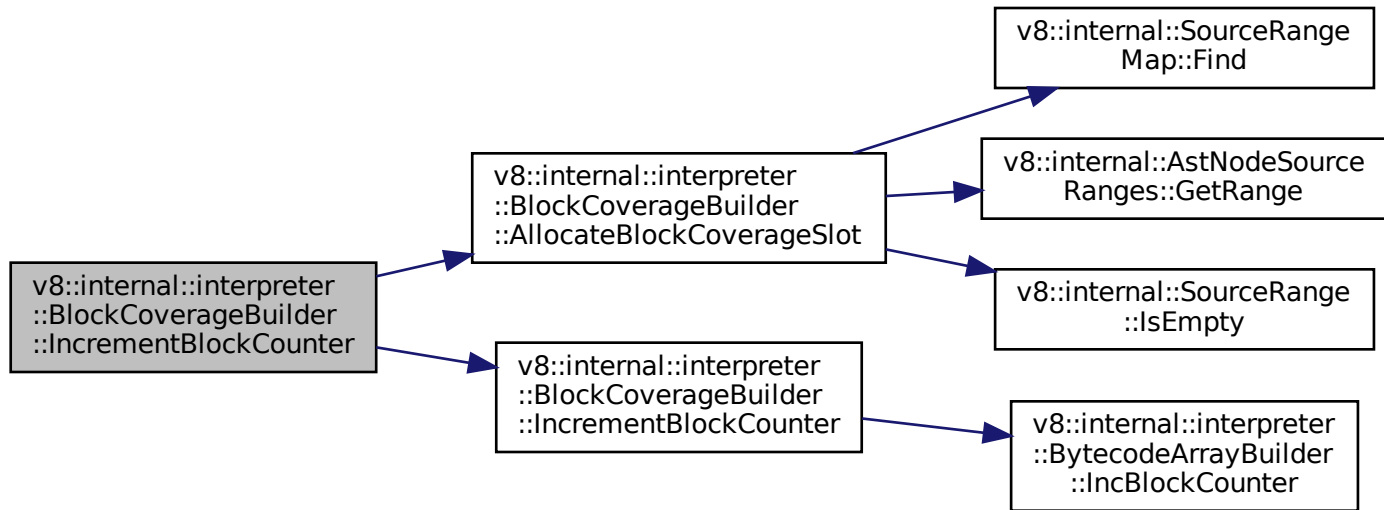 v8::internal::interpreter
::BlockCoverageBuilder
::IncrementBlockCounter
v8::internal::interpreter
::BlockCoverageBuilder
::AllocateBlockCoverageSlot
v8::internal::interpreter
::BlockCoverageBuilder
::IncrementBlockCounter
v8::internal::SourceRange
Map::Find
v8::internal::AstNodeSource
Ranges::GetRange
v8::internal::SourceRange
::IsEmpty
v8::internal::interpreter
::BytecodeArrayBuilder
::IncBlockCounter